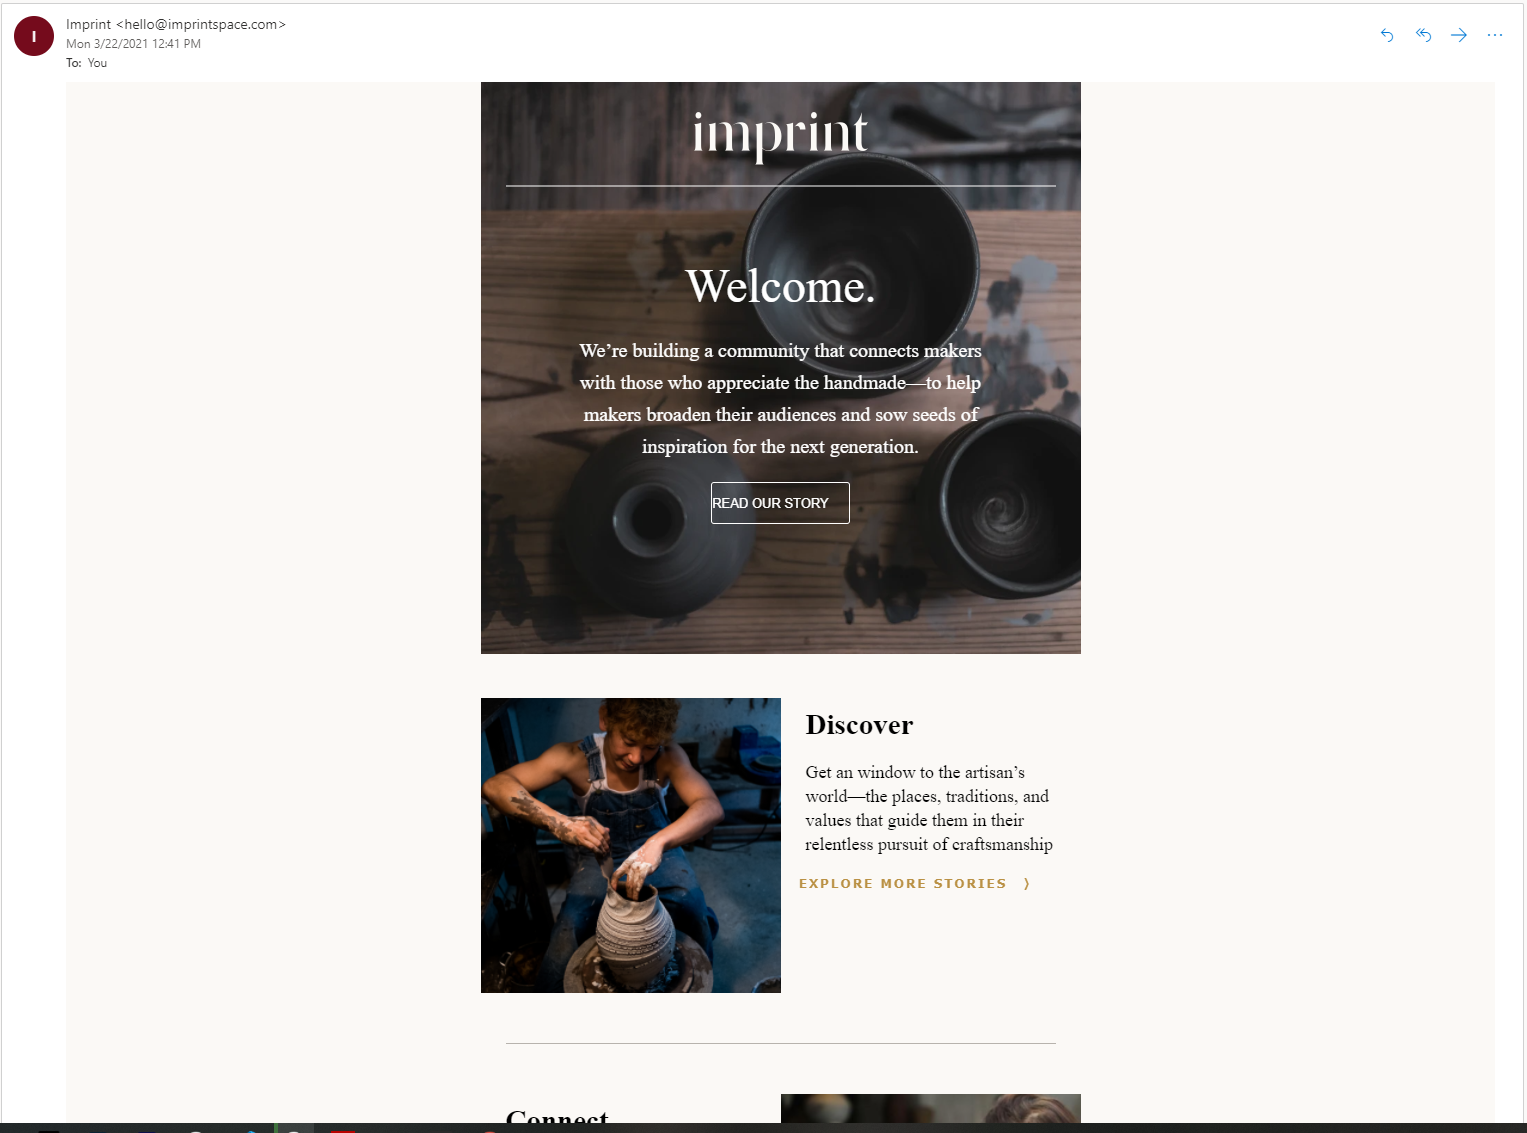 I
Imprint <hello@imprintspace.com>
Mon 3/22/2021 12:41 PM
To: You
imprint
Welcome.
We’re building a community that connects makers
with those who appreciate the handmade—to help
makers broaden their audiences and sow seeds of
inspiration for the next generation.
READ OUR STORY
Discover
Get an window to the artisan’s
world—the places, traditions, and
values that guide them in their
relentless pursuit of craftsmanship
EXPLORE MORE STORIES ⟩
Connect